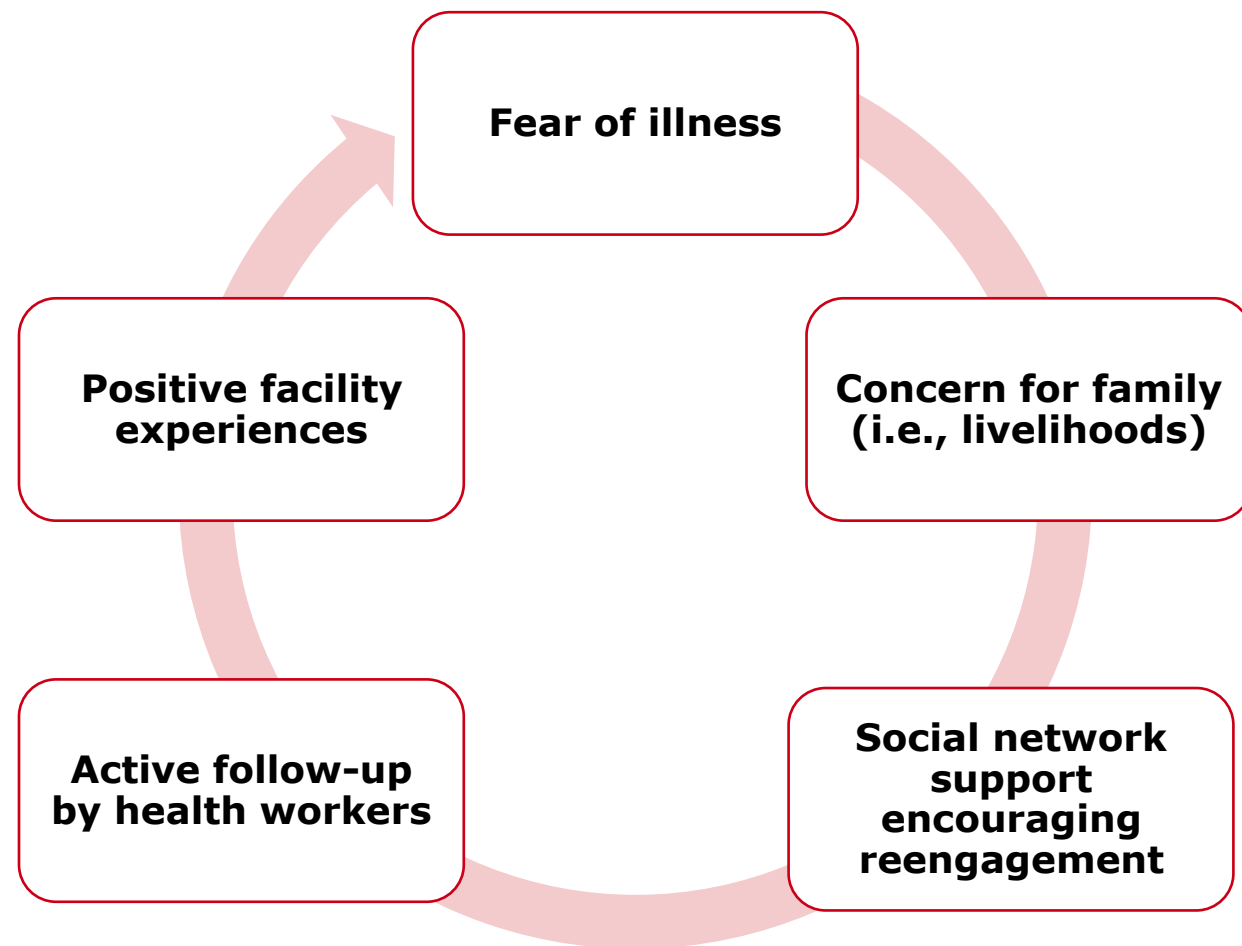 Fear of illness
Concern for family
(i.e., livelihoods)
Social network
support
encouraging
reengagement
Active follow-up
by health workers
Positive facility
experiences